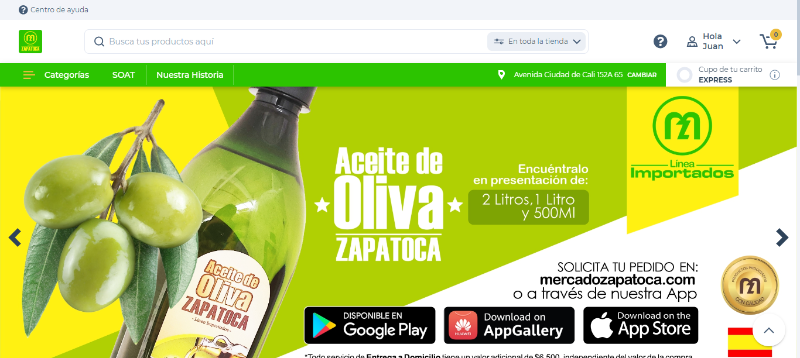 Centro de ayuda
ZAPATOCA
Busca tus productos aquí
En toda la tienda
Hola
Juan
0
Categorías
SOAT
Nuestra Historia
Avenida Ciudad de Cali 152A 65 CAMBIAR
Cupo de tu carrito
EXPRESS
Aceite de
Oliva
ZAPATOCA
Encuéntralo
en presentación de:
2 Litros,1 Litro
y 500Ml
Línea
Importados
Aceite de
Oliva
ZAPATOCA
SOLICITA TU PEDIDO EN:
mercadozapatoca.com
o a través de nuestra App
DISPONIBLE EN
Google Play
HUAWEI
Download on
AppGallery
Download on the
App Store
*Todo servicio de Entrega a Domicilio tiene un valor adicional de $6.500, independiente del valor de la compra